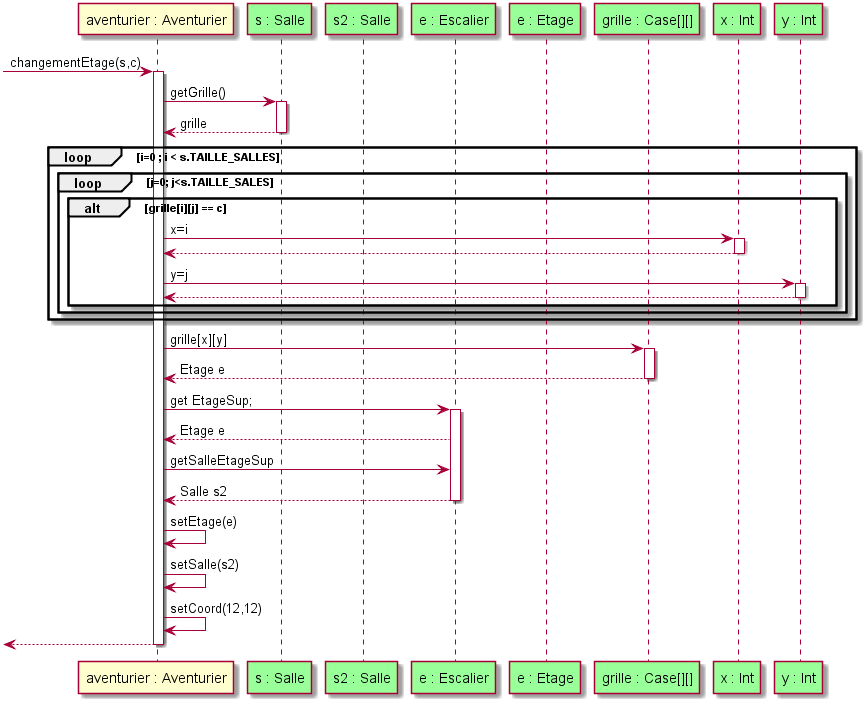 aventurier : Aventurier s : Salle s2 : Salle e : Escalier e : Etage grille : Case[][] x : Int y : Int
changementEtage(s,c)
getGrille()
grille
loop [i=0 ; i < s.TAILLE_SALLES]
loop [j=0; j<s.TAILLE_SALES]
alt [grille[i][j] == c]
x=i
y=j
grille[x][y]
Etage e
get EtageSup;
Etage e
getSalleEtageSup
Salle s2
setEtage(e)
setSalle(s2)
setCoord(12,12)
aventurier : Aventurier s : Salle s2 : Salle e : Escalier e : Etage grille : Case[][] x : Int y : Int